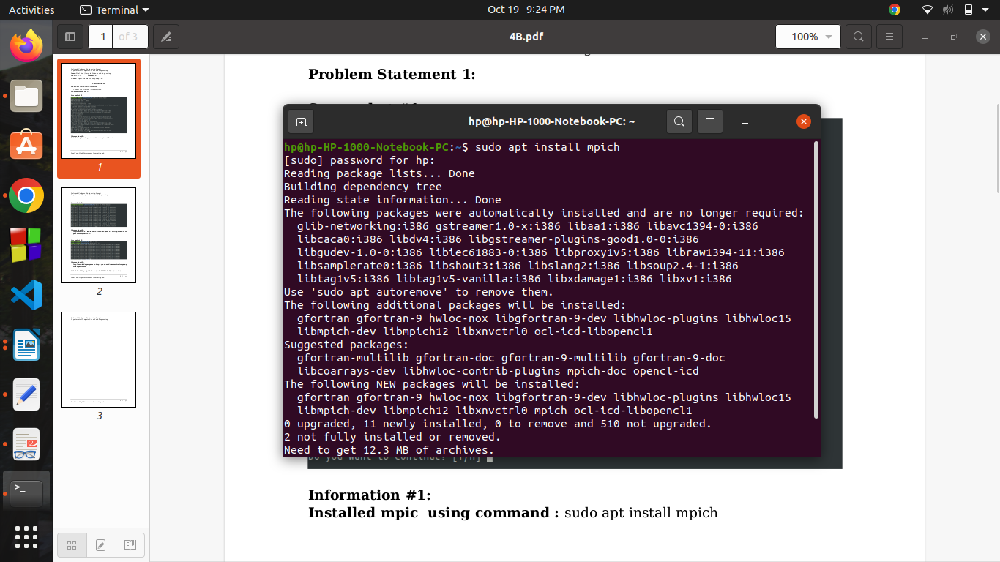 Activities
Terminal
Oct 19 9:24 PM
1 of 3
4B.pdf
100%
1
2
3
Problem Statement 1:
hp@hp-HP-1000-Notebook-PC: ~
hp@hp-HP-1000-Notebook-PC:~$ sudo apt install mpich
[sudo] password for hp:
Reading package lists... Done
Building dependency tree
Reading state information... Done
The following packages were automatically installed and are no longer required:
glib-networking:i386 gstreamer1.0-x:i386 libaa1:i386 libavc1394-0:i386
libcaca0:i386 libdv4:i386 libgstreamer-plugins-good1.0-0:i386
libgudev-1.0-0:i386 libiec61883-0:i386 libproxy1v5:i386 libraw1394-11:i386
libsamplerate0:i386 libshout3:i386 libslang2:i386 libsoup2.4-1:i386
libtag1v5:i386 libtag1v5-vanilla:i386 libxdamage1:i386 libxv1:i386
Use 'sudo apt autoremove' to remove them.
The following additional packages will be installed:
gfortran gfortran-9 hwloc-nox libgfortran-9-dev libhwloc-plugins libhwloc15
libmpich-dev libmpich12 libxnvctrl0 ocl-icd-libopencl1
Suggested packages:
gfortran-multilib gfortran-doc gfortran-9-multilib gfortran-9-doc
libcoarrays-dev libhwloc-contrib-plugins mpich-doc opencl-icd
The following NEW packages will be installed:
gfortran gfortran-9 hwloc-nox libgfortran-9-dev libhwloc-plugins libhwloc15
libmpich-dev libmpich12 libxnvctrl0 mpich ocl-icd-libopencl1
0 upgraded, 11 newly installed, 0 to remove and 510 not upgraded.
2 not fully installed or removed.
Need to get 12.3 MB of archives.
Do you want to continue? [Y/n]
Information #1:
Installed mpic using command : sudo apt install mpich